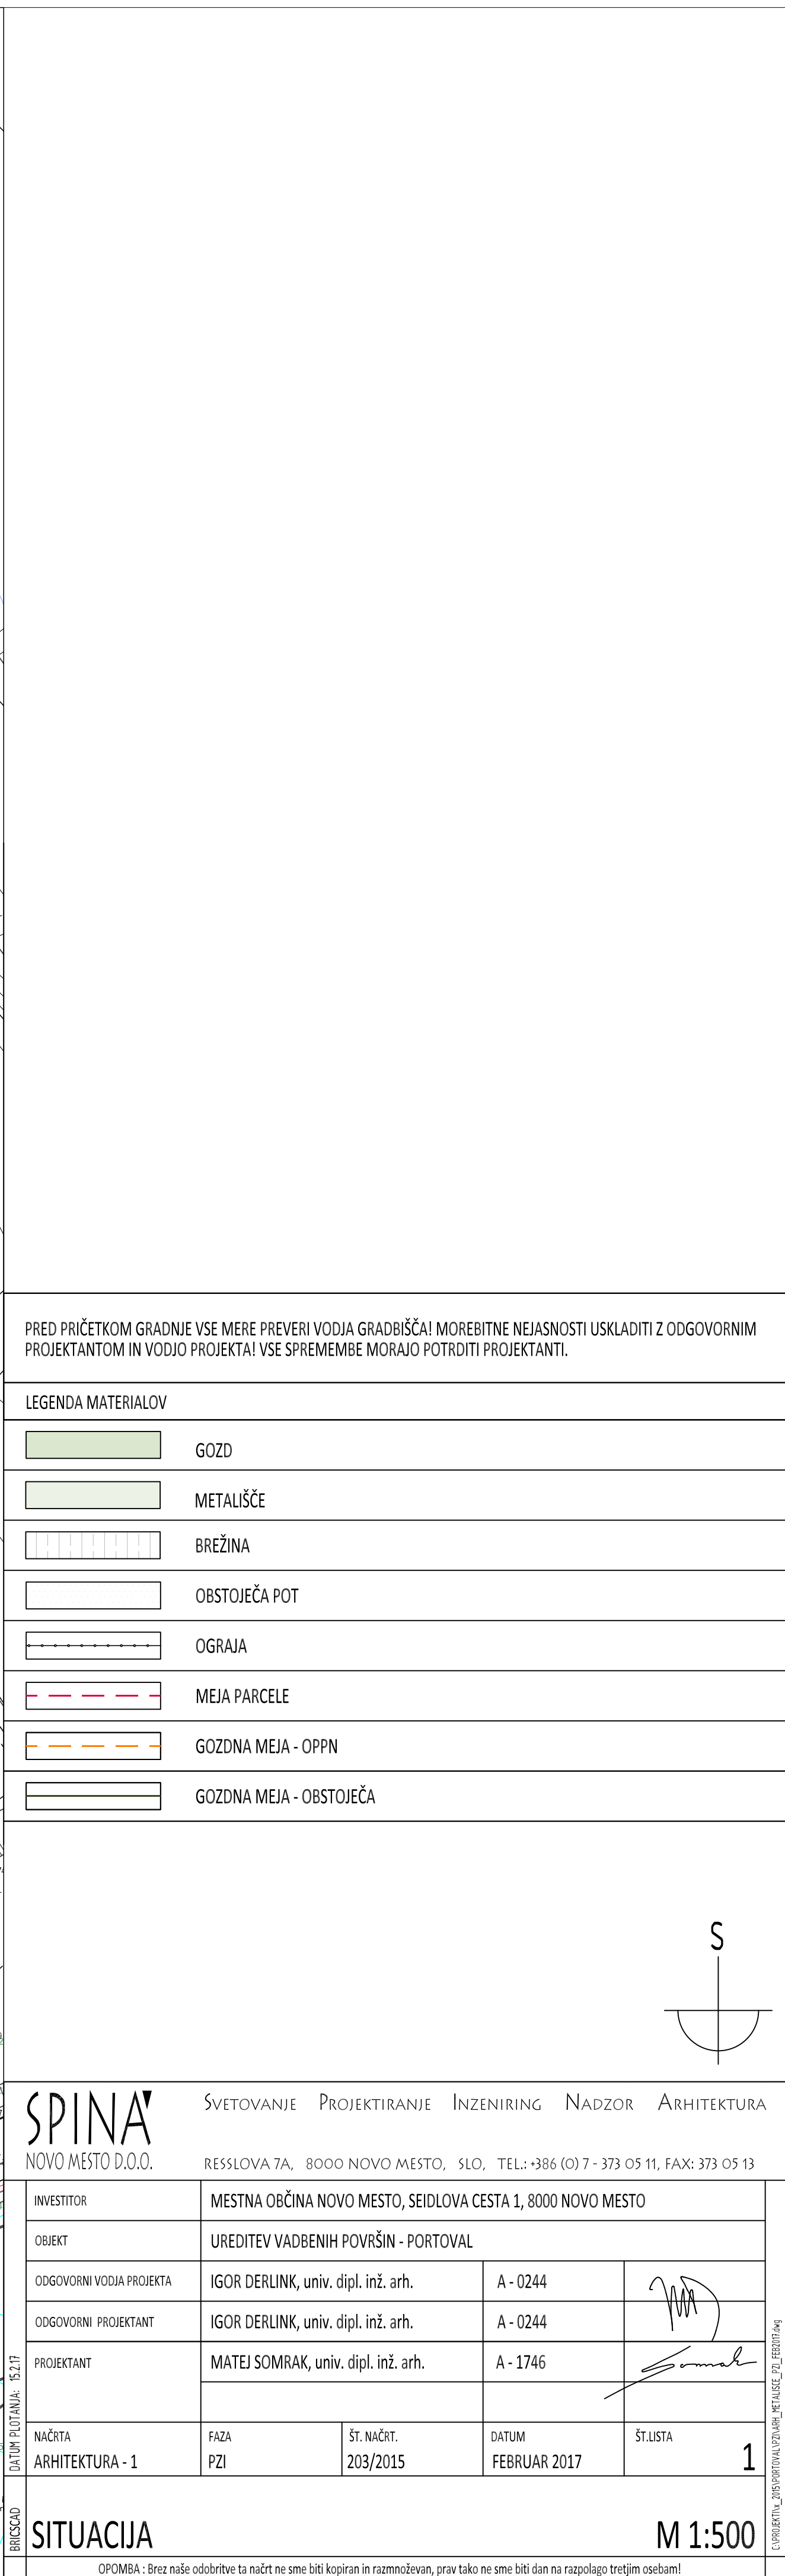 PRED PRIČETKOM GRADNJE VSE MERE PREVERI VODJA GRADBIŠČA! MOREBITNE NEJASNOSTI USKLADITI Z ODGOVORNIM
PROJEKTANTOM IN VODJO PROJEKTA! VSE SPREMEMBE MORAJO POTRDITI PROJEKTANTI.
LEGENDA MATERIALOV
GOZD
METALIŠČE
BREŽINA
OBSTOJEČA POT
OGRAJA
MEJA PARCELE
GOZDNA MEJA - OPPN
GOZDNA MEJA - OBSTOJEČA
S
SPINA
NOVO MESTO D.O.O.
SVETOVANJE PROJEKTIRANJE INZENIRING NADZOR ARHITEKTURA
RESSLOVA 7A, 8000 NOVO MESTO, SLO, TEL.: +386 (0) 7 - 373 05 11, FAX: 373 05 13
INVESTITOR MESTNA OBČINA NOVO MESTO, SEIDLOVA CESTA 1, 8000 NOVO MESTO
OBJEKT UREDITEV VADBENIH POVRŠIN - PORTOVAL
ODGOVORNI VODJA PROJEKTA IGOR DERLINK, univ. dipl. inž. arh. A - 0244
ODGOVORNI PROJEKTANT IGOR DERLINK, univ. dipl. inž. arh. A - 0244
PROJEKTANT MATEJ SOMRAK, univ. dipl. inž. arh. A - 1746
Somrak
NAČRTA FAZA ŠT. NAČRT. DATUM ŠT.LISTA
ARHITEKTURA - 1 PZI 203/2015 FEBRUAR 2017 1
SITUACIJA M 1:500
OPOMBA : Brez naše odobritve ta načrt ne sme biti kopiran in razmnoževan, prav tako ne sme biti dan na razpolago tretjim osebam!
BRICSCAD DATUM PLOTANJA: 15.2.17
C:\PROJEKTI\x_2015\PORTOVAL\PZI\ARH_METALISCE_PZI_FEB2017.dwg